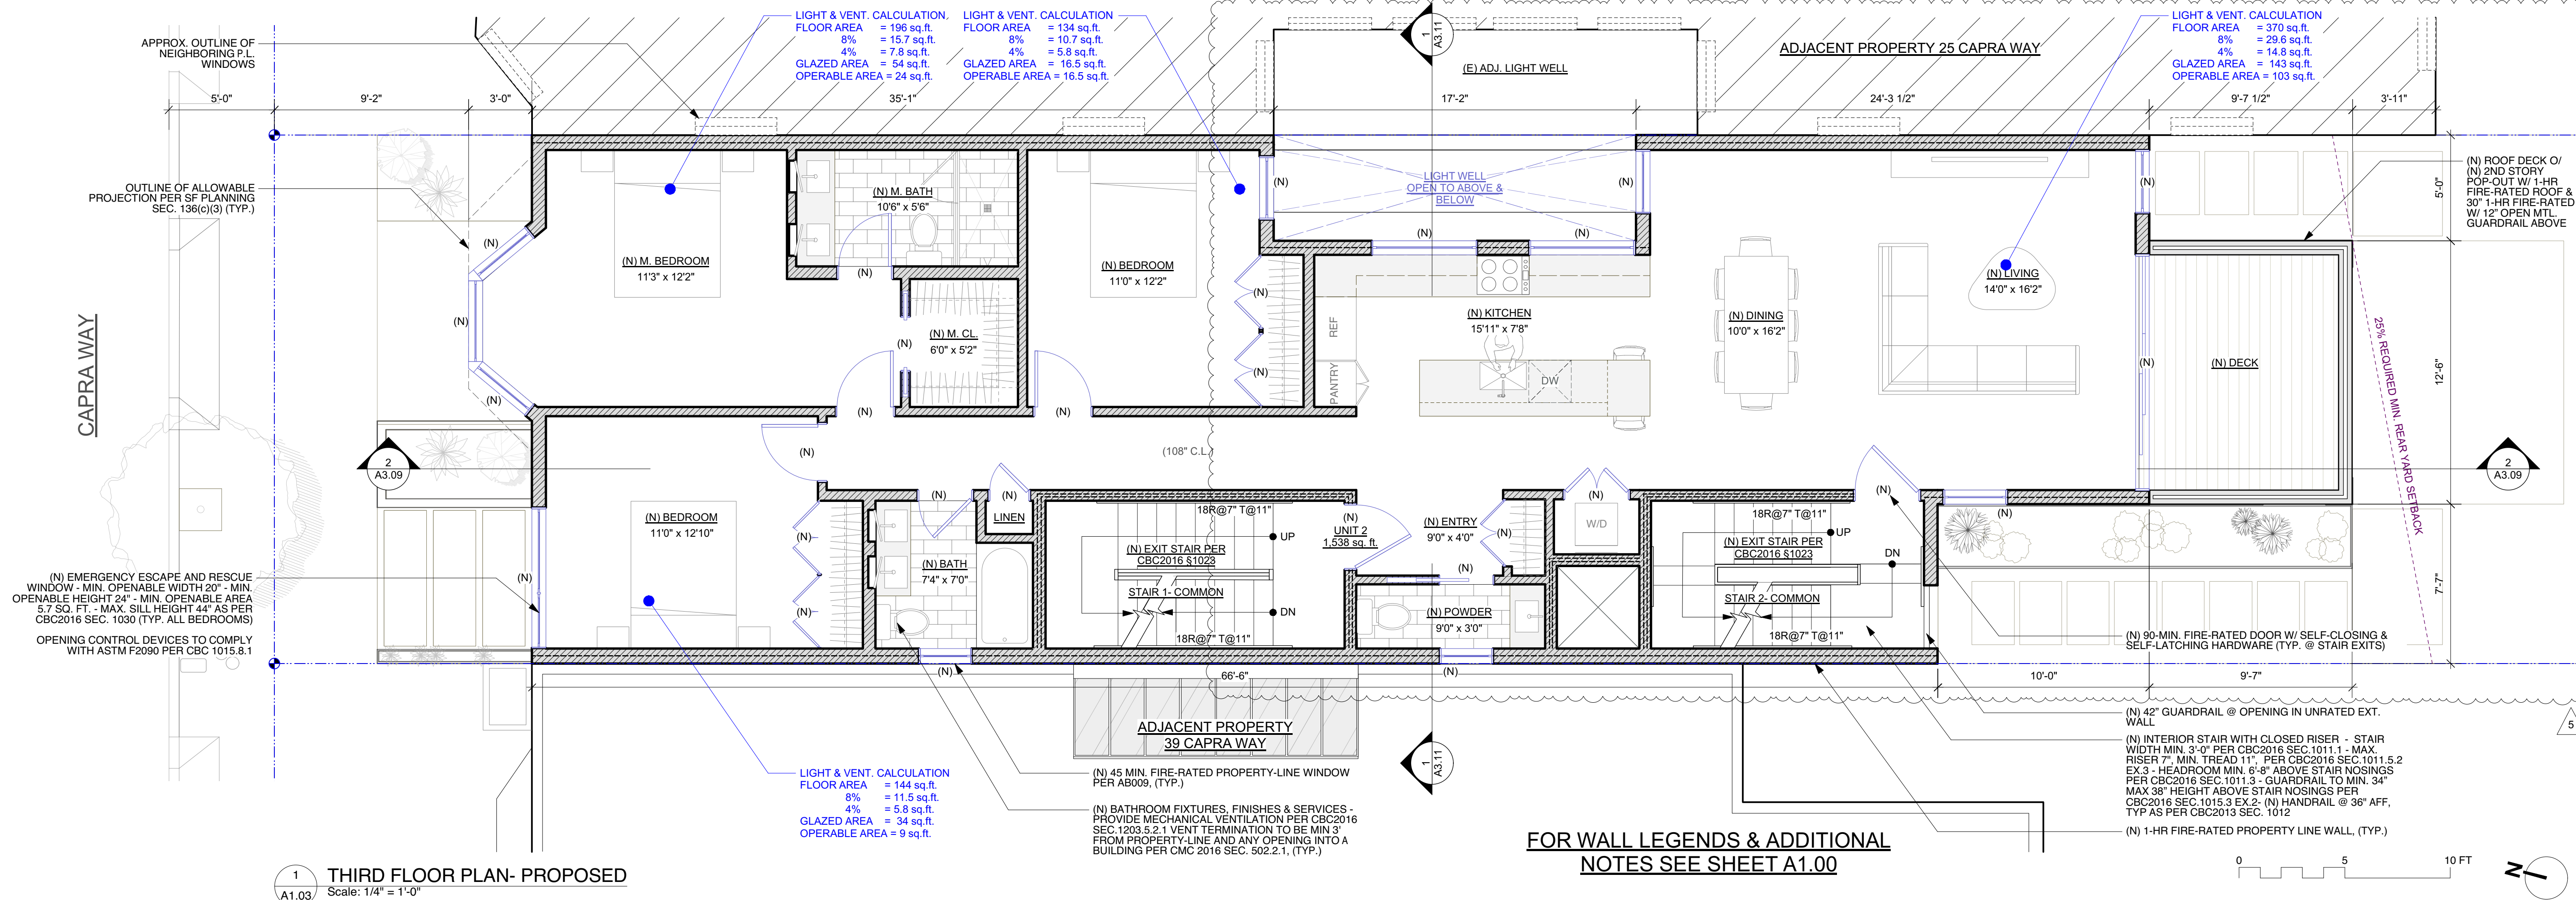 LIGHT & VENT. CALCULATION
FLOOR AREA = 196 sq.ft.
8% = 15.7 sq.ft.
4% = 7.8 sq.ft.
GLAZED AREA = 54 sq.ft.
OPERABLE AREA = 24 sq.ft.
LIGHT & VENT. CALCULATION
FLOOR AREA = 134 sq.ft.
8% = 10.7 sq.ft.
4% = 5.8 sq.ft.
GLAZED AREA = 16.5 sq.ft.
OPERABLE AREA = 16.5 sq.ft.
1
A3.11
(E) ADJ. LIGHT WELL
ADJACENT PROPERTY 25 CAPRA WAY
LIGHT & VENT. CALCULATION
FLOOR AREA = 370 sq.ft.
8% = 29.6 sq.ft.
4% = 14.8 sq.ft.
GLAZED AREA = 143 sq.ft.
OPERABLE AREA = 103 sq.ft.
APPROX. OUTLINE OF
NEIGHBORING P.L.
WINDOWS
5'-0"
9'-2"
3'-0"
35'-1"
17'-2"
24'-3 1/2"
9'-7 1/2"
3'-11"
OUTLINE OF ALLOWABLE
PROJECTION PER SF PLANNING
SEC. 136(c)(3) (TYP.)
(N) ROOF DECK O/
(N) 2ND STORY
POP-OUT W/ 1-HR
FIRE-RATED ROOF &
30" 1-HR FIRE-RATED
W/ 12" OPEN MTL.
GUARDRAIL ABOVE
5'-0"
LIGHT WELL
OPEN TO ABOVE &
BELOW
(N)
(N)
(N)
(N)
(N)
(N) M. BATH
10'6" x 5'6"
(N) M. BEDROOM
11'3" x 12'2"
(N)
(N)
(N)
(N)
(N) BEDROOM
11'0" x 12'2"
(N)
(N)
(N) M. CL.
6'0" x 5'2"
(N)
(N)
(N)
(N) KITCHEN
15'11" x 7'8"
REF
PANTRY
DW
(N) DINING
10'0" x 16'2"
(N) LIVING
14'0" x 16'2"
(N)
(N) DECK
12'-6"
25% REQUIRED MIN. REAR YARD SETBACK
CAPRA WAY
2
A3.09
(108" C.L.)
2
A3.09
(N)
(N)
(N)
LINEN
(N) BEDROOM
11'0" x 12'10"
(N)
(N)
(N)
(N) BATH
7'4" x 7'0"
18R@7" T@11"
UP
(N) EXIT STAIR PER
CBC2016 §1023
STAIR 1- COMMON
DN
18R@7" T@11"
(N)
UNIT 2
1,538 sq. ft.
(N) ENTRY
9'0" x 4'0"
(N)
(N)
(N)
W/D
(N) POWDER
9'0" x 3'0"
(N)
(N)
18R@7" T@11"
UP
(N) EXIT STAIR PER
CBC2016 §1023
DN
STAIR 2- COMMON
18R@7" T@11"
7'-7"
(N) EMERGENCY ESCAPE AND RESCUE
WINDOW - MIN. OPENABLE WIDTH 20" - MIN.
OPENABLE HEIGHT 24" - MIN. OPENABLE AREA
5.7 SQ. FT. - MAX. SILL HEIGHT 44" AS PER
CBC2016 SEC. 1030 (TYP. ALL BEDROOMS)
OPENING CONTROL DEVICES TO COMPLY
WITH ASTM F2090 PER CBC 1015.8.1
(N) 90-MIN. FIRE-RATED DOOR W/ SELF-CLOSING &
SELF-LATCHING HARDWARE (TYP. @ STAIR EXITS)
(N)
(N)
66'-6"
10'-0"
9'-7"
ADJACENT PROPERTY
39 CAPRA WAY
1
A3.11
(N) 42" GUARDRAIL @ OPENING IN UNRATED EXT.
WALL
5
(N) INTERIOR STAIR WITH CLOSED RISER - STAIR
WIDTH MIN. 3'-0" PER CBC2016 SEC.1011.1 - MAX.
RISER 7", MIN. TREAD 11", PER CBC2016 SEC.1011.5.2
EX.3 - HEADROOM MIN. 6'-8" ABOVE STAIR NOSINGS
PER CBC2016 SEC.1011.3 - GUARDRAIL TO MIN. 34"
MAX 38" HEIGHT ABOVE STAIR NOSINGS PER
CBC2016 SEC.1015.3 EX.2- (N) HANDRAIL @ 36" AFF,
TYP AS PER CBC2013 SEC. 1012
(N) 1-HR FIRE-RATED PROPERTY LINE WALL, (TYP.)
LIGHT & VENT. CALCULATION
FLOOR AREA = 144 sq.ft.
8% = 11.5 sq.ft.
4% = 5.8 sq.ft.
GLAZED AREA = 34 sq.ft.
OPERABLE AREA = 9 sq.ft.
(N) 45 MIN. FIRE-RATED PROPERTY-LINE WINDOW
PER AB009, (TYP.)
(N) BATHROOM FIXTURES, FINISHES & SERVICES -
PROVIDE MECHANICAL VENTILATION PER CBC2016
SEC.1203.5.2.1 VENT TERMINATION TO BE MIN 3'
FROM PROPERTY-LINE AND ANY OPENING INTO A
BUILDING PER CMC 2016 SEC. 502.2.1, (TYP.)
FOR WALL LEGENDS & ADDITIONAL
NOTES SEE SHEET A1.00
1
A1.03
THIRD FLOOR PLAN- PROPOSED
Scale: 1/4" = 1'-0"
0 5 10 FT
N